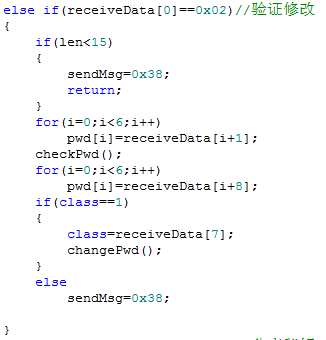 else if(receiveData[0]==0x02)//验证修改
{
if(len<15)
{
sendMsg=0x38;
return;
}
for(i=0;i<6;i++)
pwd[i]=receiveData[i+1];
checkPwd();
for(i=0;i<6;i++)
pwd[i]=receiveData[i+8];
if(class==1)
{
class=receiveData[7];
changePwd();
}
else
sendMsg=0x38;
}